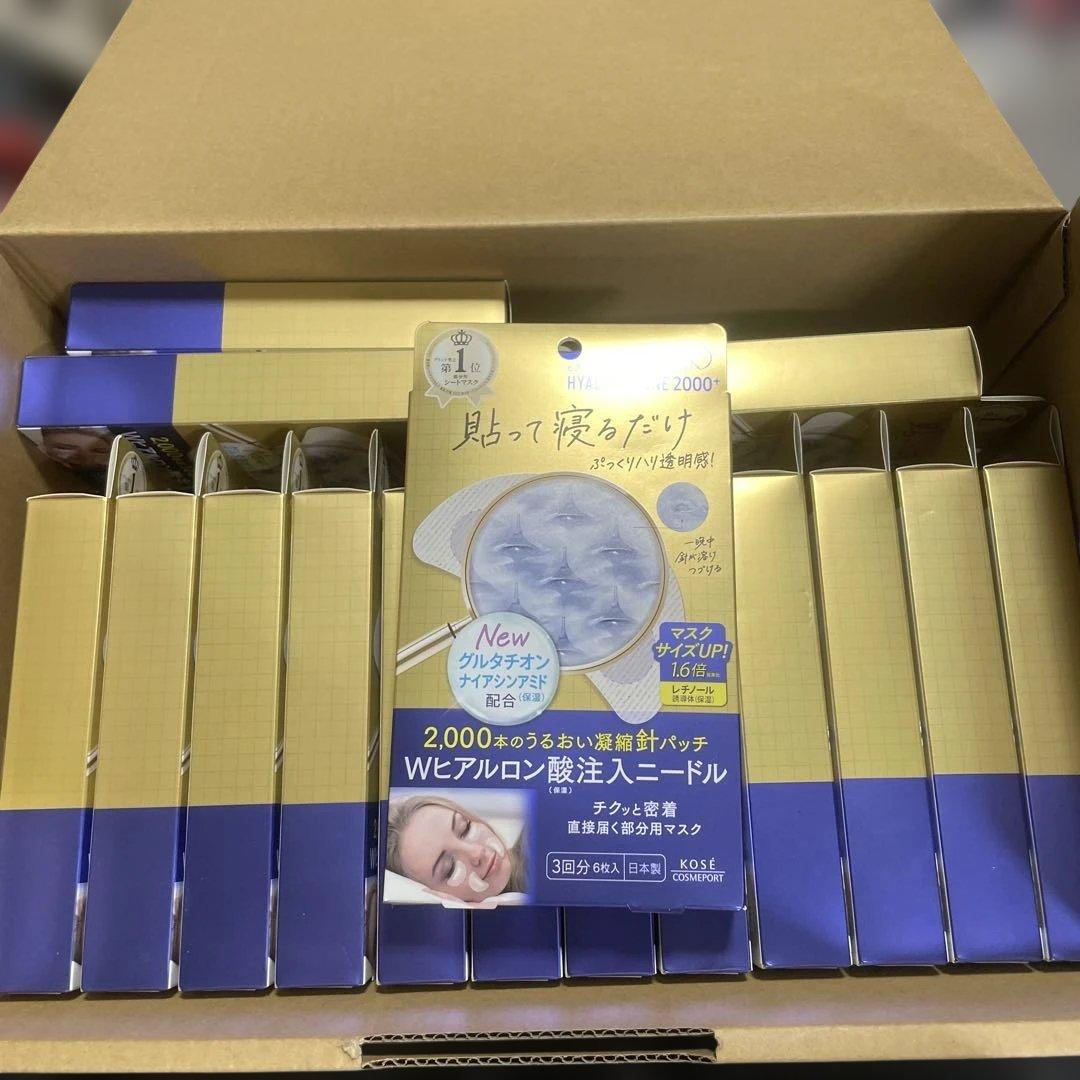 第1位
シートマスク
HYAL NE 2000+
貼って寝るだけ
ぷっくりハリ透明感!
一晩中
針が溶け
つづける
New
グルタチオン
ナイアシンアミド
配合(保湿)
マスク
サイズUP!
1.6倍
レチノール
誘導体(保湿)
2,000本のうるおい凝縮針パッチ
Wヒアルロン酸注入ニードル
(保湿)
チクッと密着
直接届く部分用マスク
3回分 6枚入 日本製
KOSÉ
COSMEPORT